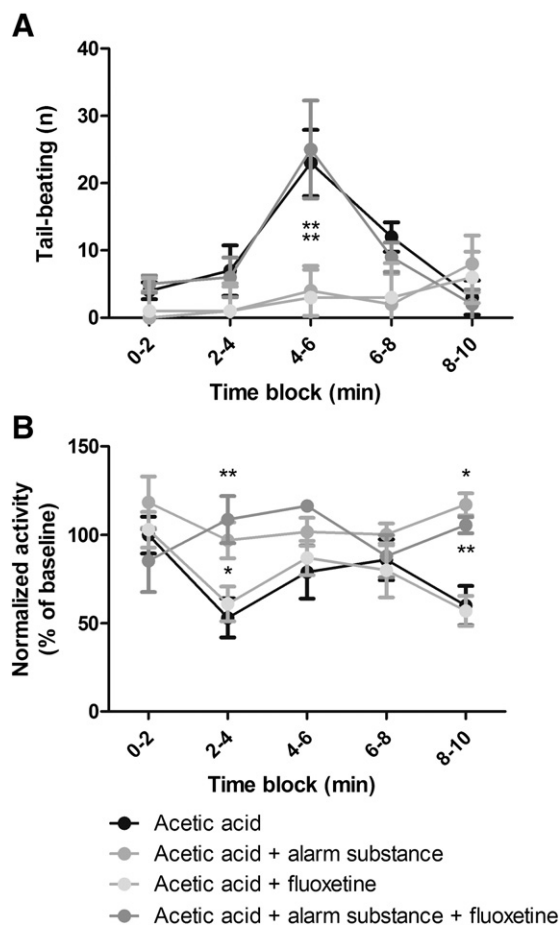 A
40
30
20
10
0
Tail-beating (n)
**
**
0-2
2-4
4-6
6-8
8-10
Time block (min)
B
150
100
50
0
Normalized activity
(% of baseline)
**
*
*
**
0-2
2-4
4-6
6-8
8-10
Time block (min)
Acetic acid
Acetic acid + alarm substance
Acetic acid + fluoxetine
Acetic acid + alarm substance + fluoxetine